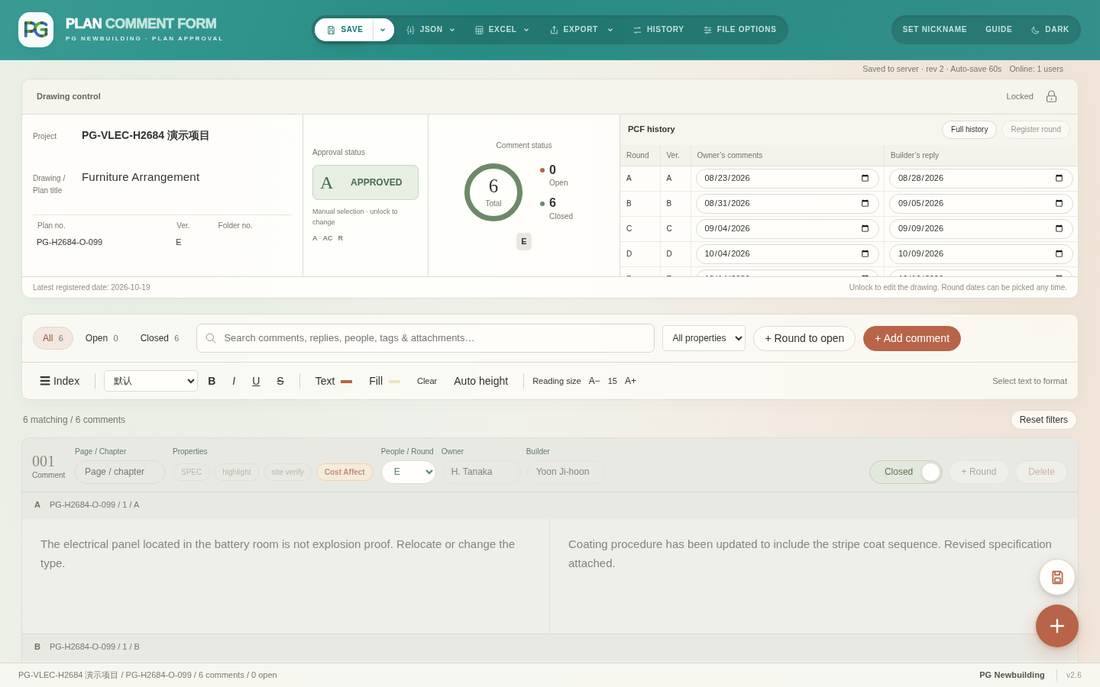 PG
PLAN COMMENT FORM
PG NEWBUILDING · PLAN APPROVAL
SAVE
JSON
EXCEL
EXPORT
HISTORY
FILE OPTIONS
SET NICKNAME
GUIDE
DARK
Saved to server · rev 2 · Auto-save 60s Online: 1 users
Drawing control
Locked
Project
PG-VLEC-H2684 演示项目
Drawing / Plan title
Furniture Arrangement
Plan no. Ver. Folder no.
PG-H2684-O-099 E
Approval status
A APPROVED
Manual selection · unlock to change
A · AC R
Comment status
6
Total
0
Open
6
Closed
E
PCF history
Full history
Register round
Round Ver. Owner's comments Builder's reply
A A 08/23/2026 08/28/2026
B B 08/31/2026 09/05/2026
C C 09/04/2026 09/09/2026
D D 10/04/2026 10/09/2026
Latest registered date: 2026-10-19
Unlock to edit the drawing. Round dates can be picked any time.
All 6
Open 0
Closed 6
Search comments, replies, people, tags & attachments…
All properties
+ Round to open
+ Add comment
Index
默认
B I U S
Text
Fill
Clear
Auto height
Reading size A− 15 A+
Select text to format
6 matching / 6 comments
Reset filters
001
Comment
Page / Chapter
Page / chapter
Properties
SPEC
highlight
site verify
Cost Affect
People / Round
E
Owner
H. Tanaka
Builder
Yoon Ji-hoon
Closed
+ Round
Delete
A PG-H2684-O-099 / 1 / A
The electrical panel located in the battery room is not explosion proof. Relocate or change the
type.
Coating procedure has been updated to include the stripe coat sequence. Revised specification
attached.
B PG-H2684-O-099 / 1 / B
PG-VLEC-H2684 演示项目 / PG-H2684-O-099 / 6 comments / 0 open
PG Newbuilding
v2.6